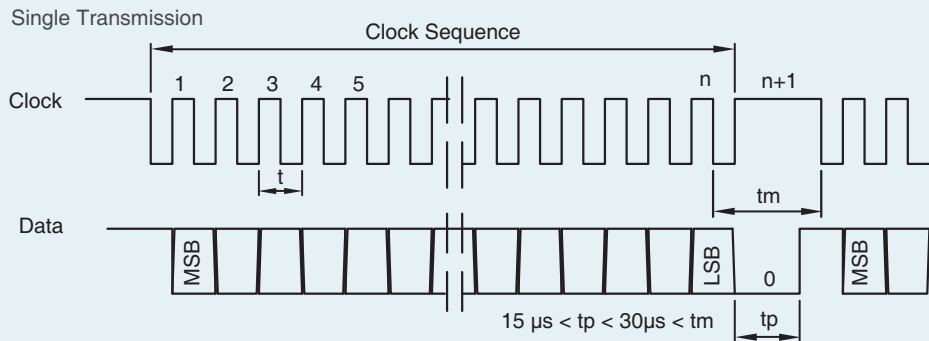 Single Transmission
Clock Sequence
1 2 3 4 5 n n+1
Clock
t
tm
Data
MSB LSB 0 MSB
15 µs < tp < 30µs < tm
tp